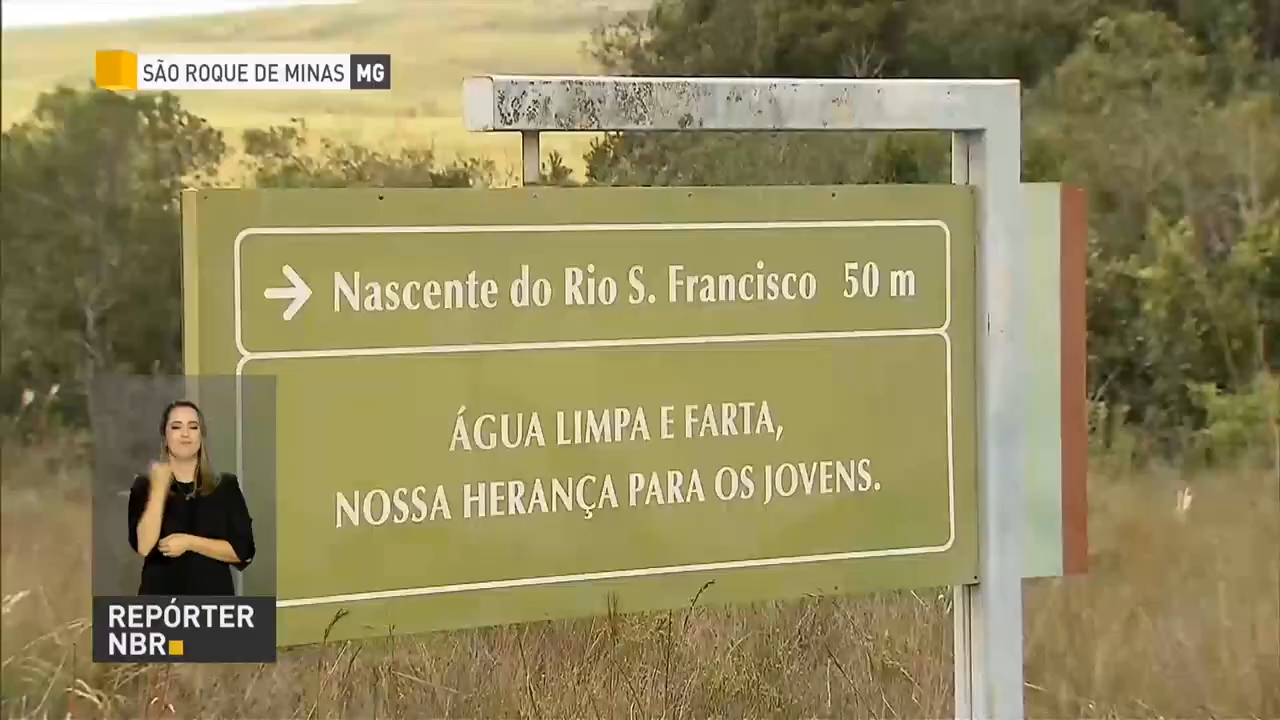 SÃO ROQUE DE MINAS MG
→ Nascente do Rio S. Francisco 50 m
ÁGUA LIMPA E FARTA,
NOSSA HERANÇA PARA OS JOVENS.
REPÓRTER
NBR